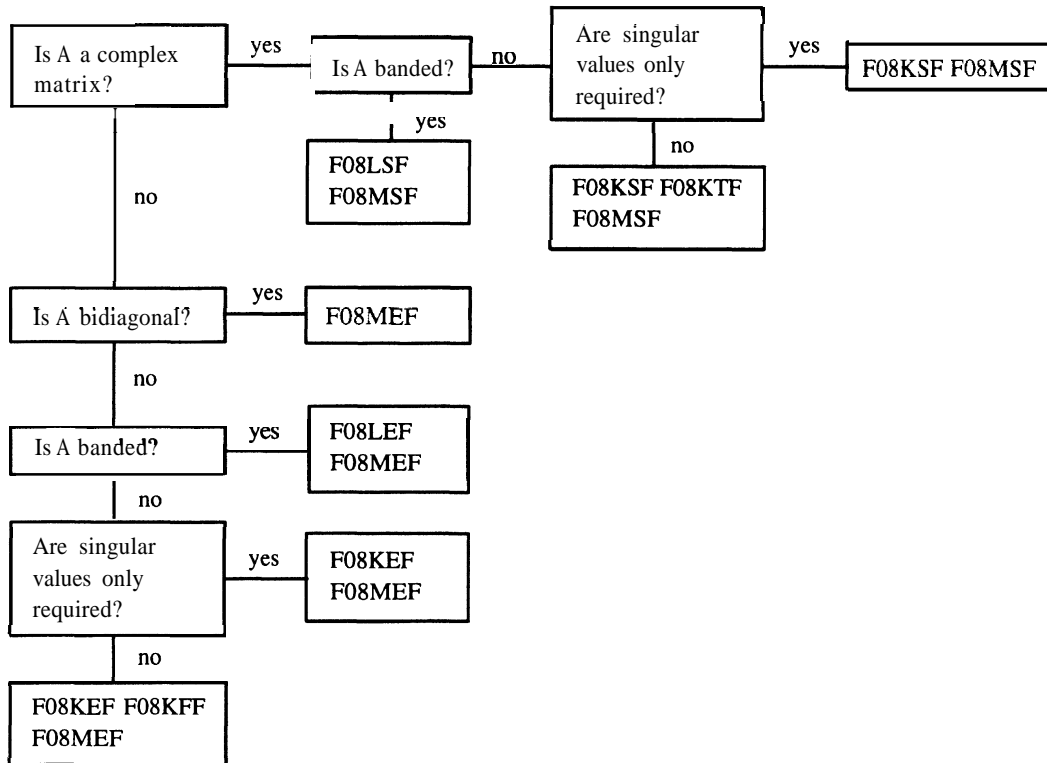 Is A a complex
matrix?
yes
Is A banded?
no
Are singular
values only
required?
yes
F08KSF F08MSF
yes
F08LSF
F08MSF
no
F08KSF F08KTF
F08MSF
no
Is A bidiagonal?
yes
F08MEF
no
Is A banded?
yes
F08LEF
F08MEF
no
Are singular
values only
required?
yes
F08KEF
F08MEF
no
F08KEF F08KFF
F08MEF